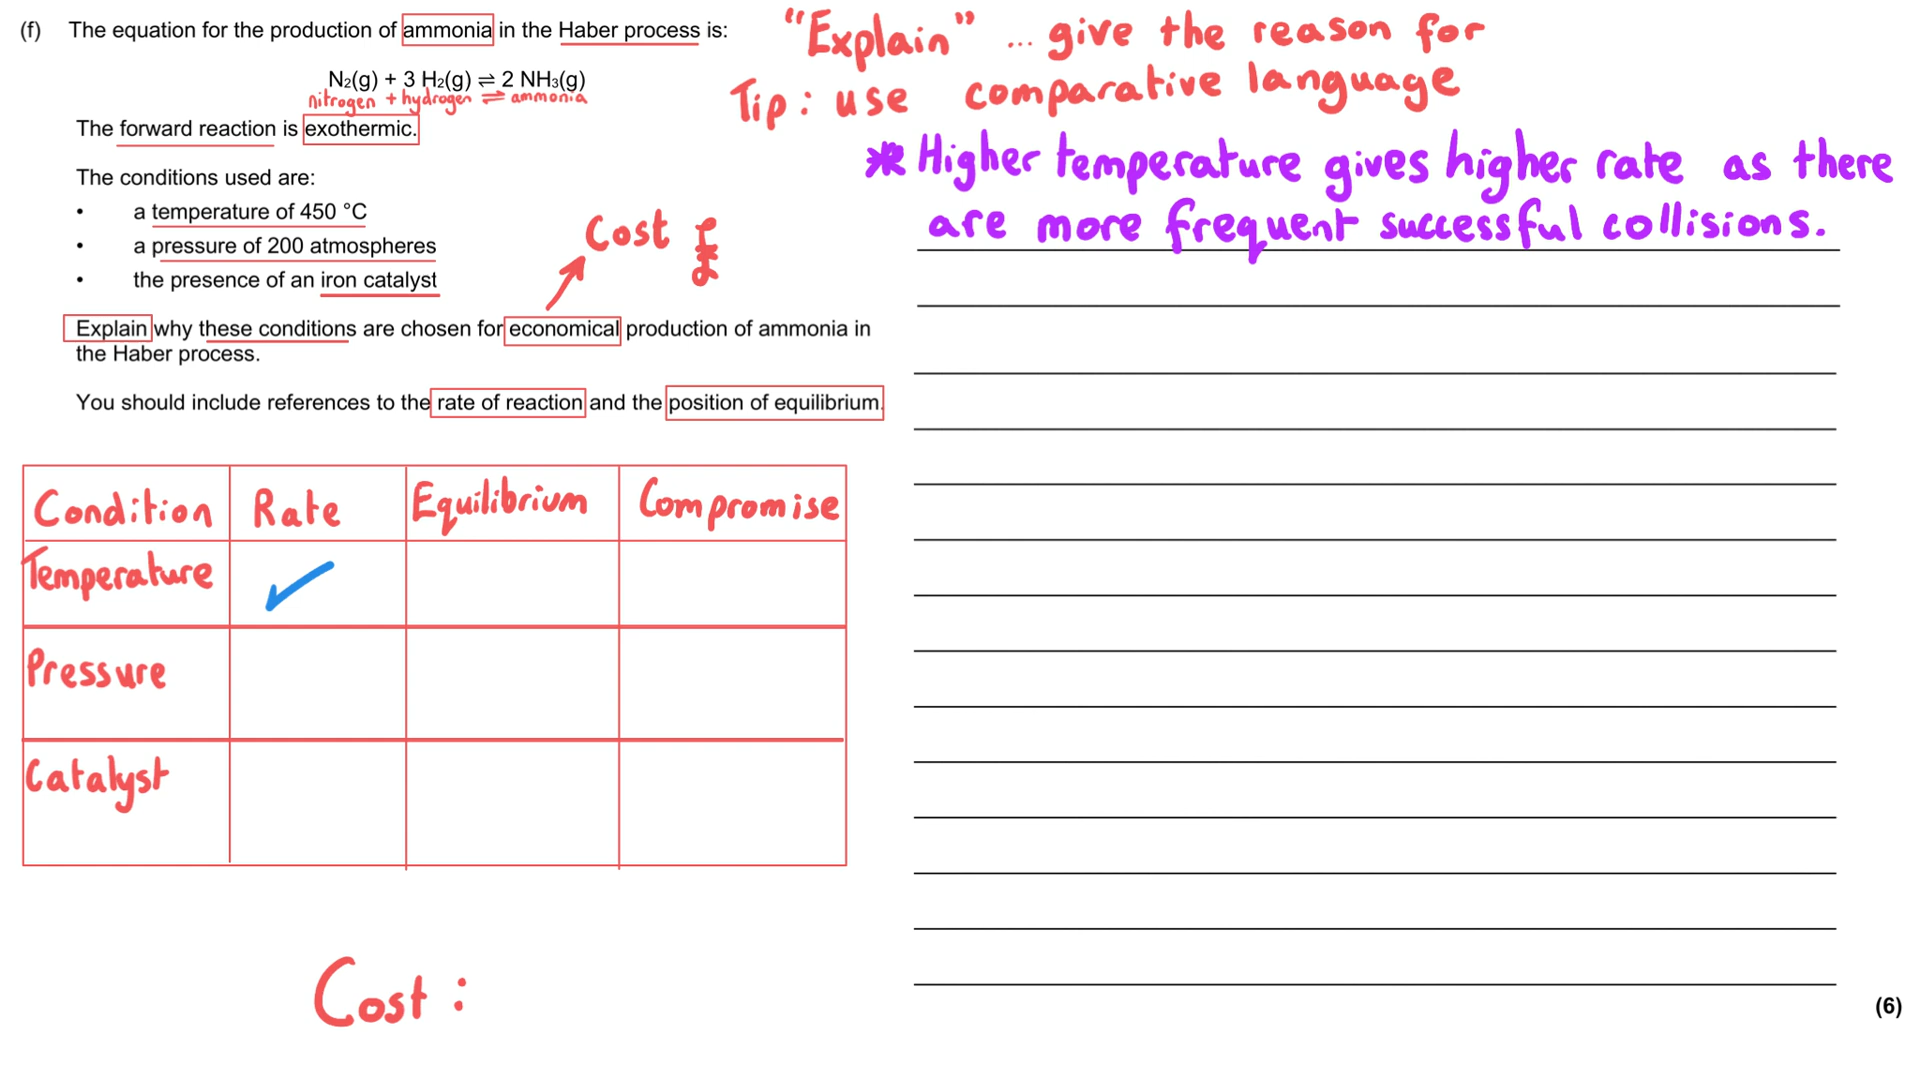 (f) The equation for the production of ammonia in the Haber process is:
N2(g) + 3 H2(g) ⇌ 2 NH3(g)
nitrogen + hydrogen ⇌ ammonia
The forward reaction is exothermic.
The conditions used are:
• a temperature of 450 °C
• a pressure of 200 atmospheres
• the presence of an iron catalyst
Cost £
Explain why these conditions are chosen for economical production of ammonia in
the Haber process.
You should include references to the rate of reaction and the position of equilibrium.
"Explain" ... give the reason for
Tip: use comparative language
* Higher temperature gives higher rate as there
are more frequent successful collisions.
Condition Rate Equilibrium Compromise
Temperature ✓
Pressure
Catalyst
Cost :
(6)